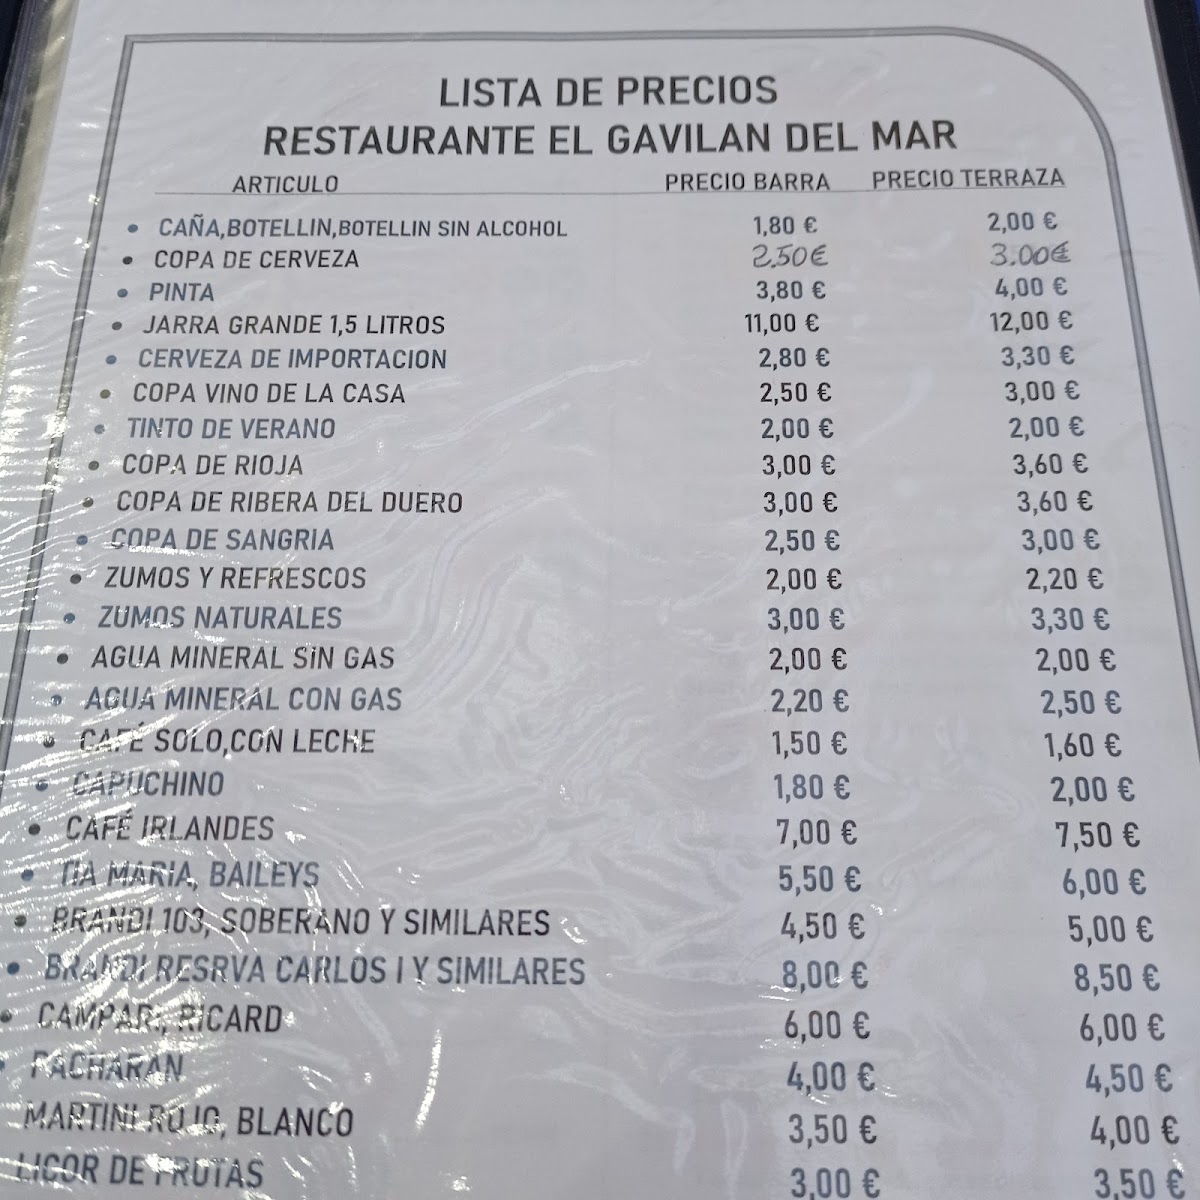 LISTA DE PRECIOS
RESTAURANTE EL GAVILAN DEL MAR
ARTICULO PRECIO BARRA PRECIO TERRAZA
• CAÑA,BOTELLIN,BOTELLIN SIN ALCOHOL 1,80 € 2,00 €
• COPA DE CERVEZA 2.50€ 3.00€
• PINTA 3,80 € 4,00 €
• JARRA GRANDE 1,5 LITROS 11,00 € 12,00 €
• CERVEZA DE IMPORTACION 2,80 € 3,30 €
• COPA VINO DE LA CASA 2,50 € 3,00 €
• TINTO DE VERANO 2,00 € 2,00 €
• COPA DE RIOJA 3,00 € 3,60 €
• COPA DE RIBERA DEL DUERO 3,00 € 3,60 €
• COPA DE SANGRIA 2,50 € 3,00 €
• ZUMOS Y REFRESCOS 2,00 € 2,20 €
• ZUMOS NATURALES 3,00 € 3,30 €
• AGUA MINERAL SIN GAS 2,00 € 2,00 €
• AGUA MINERAL CON GAS 2,20 € 2,50 €
• CAFÉ SOLO,CON LECHE 1,50 € 1,60 €
• CAPUCHINO 1,80 € 2,00 €
• CAFÉ IRLANDES 7,00 € 7,50 €
• TIA MARIA, BAILEYS 5,50 € 6,00 €
• BRANDI 103, SOBERANO Y SIMILARES 4,50 € 5,00 €
• BRANDI RESRVA CARLOS I Y SIMILARES 8,00 € 8,50 €
• CAMPARI, RICARD 6,00 € 6,00 €
• PACHARAN 4,00 € 4,50 €
MARTINI ROJO, BLANCO 3,50 € 4,00 €
LICOR DE FRUTAS 3,00 € 3,50 €